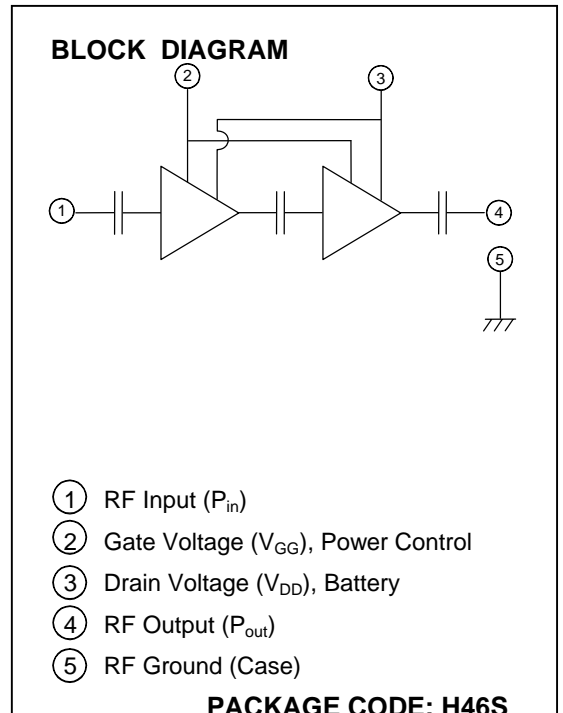 BLOCK DIAGRAM
2
3
1
4
5
1 RF Input (Pin)
2 Gate Voltage (VGG), Power Control
3 Drain Voltage (VDD), Battery
4 RF Output (Pout)
5 RF Ground (Case)
PACKAGE CODE: H46S